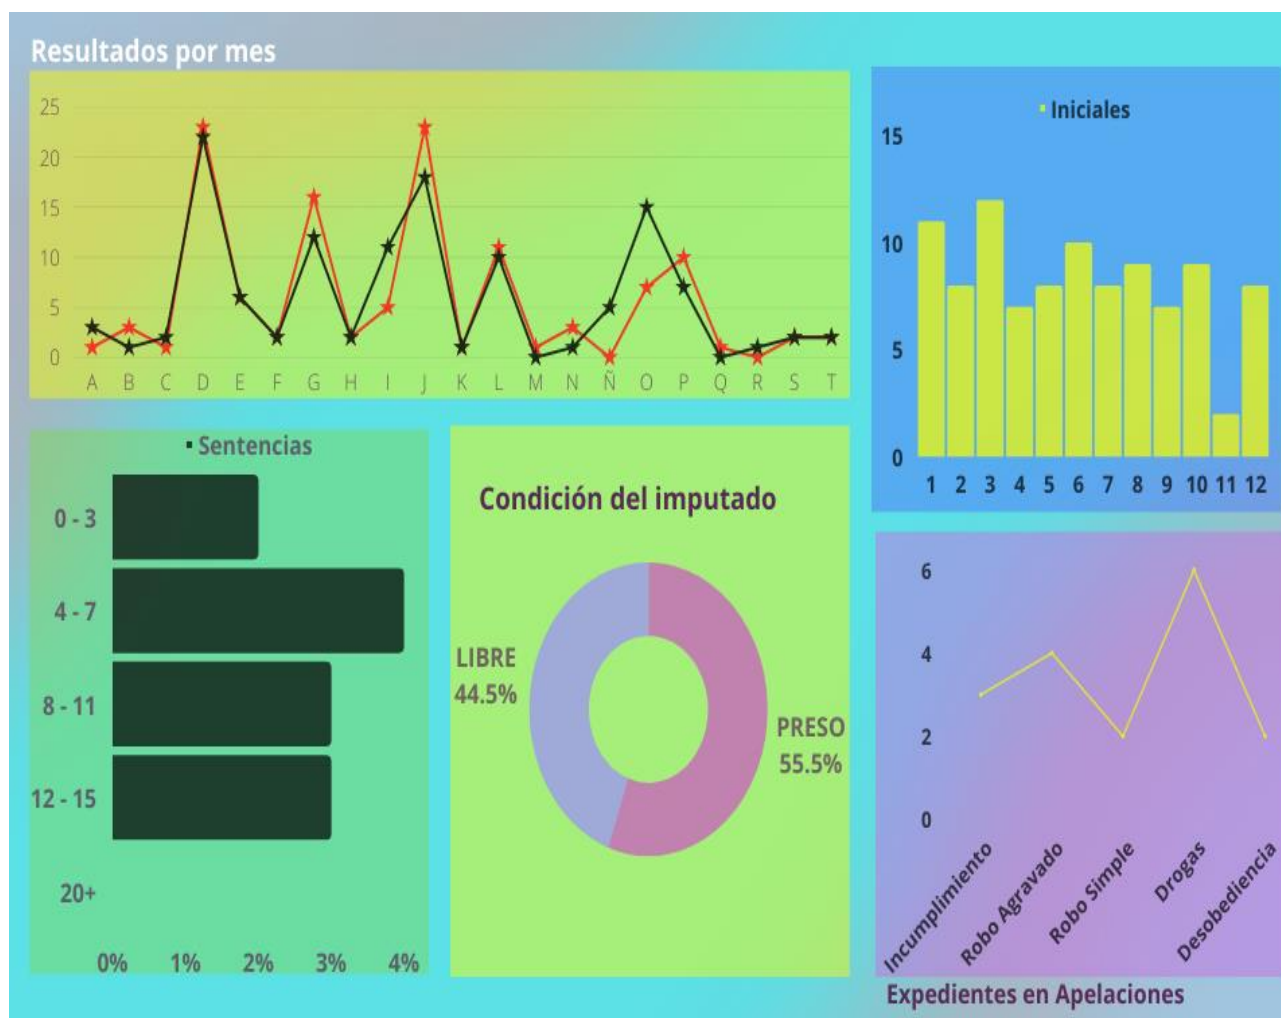 Resultados por mes
25
20
15
10
5
0
A B C D E F G H I J K L M N Ñ O P Q R S T
Iniciales
15
10
5
0
1 2 3 4 5 6 7 8 9 10 11 12
Sentencias
0 - 3
4 - 7
8 - 11
12 - 15
20+
0% 1% 2% 3% 4%
Condición del imputado
LIBRE
44.5%
PRESO
55.5%
6
4
2
0
Incumplimiento
Robo Agravado
Robo Simple
Drogas
Desobediencia
Expedientes en Apelaciones